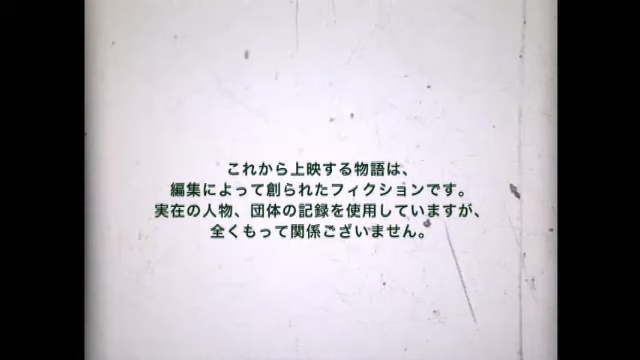 これから上映する物語は、
編集によって創られたフィクションです。
実在の人物、団体の記録を使用していますが、
全くもって関係ございません。